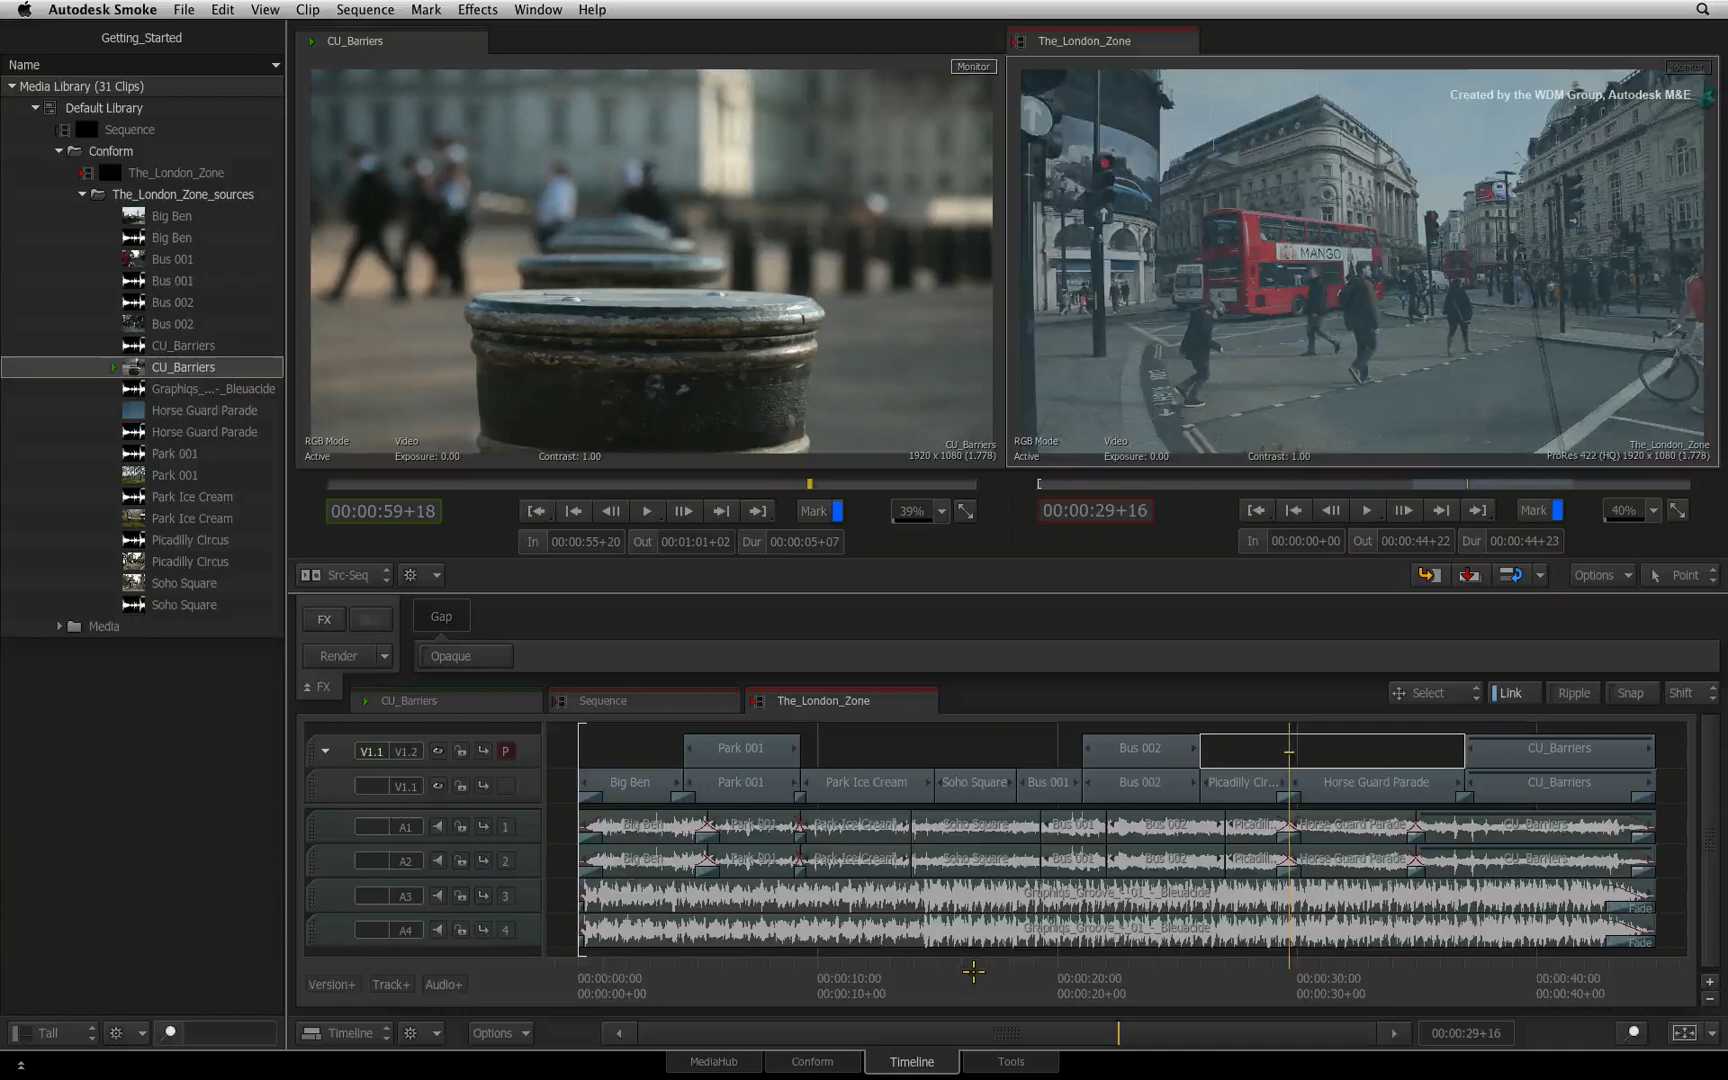 Autodesk Smoke File Edit View Clip Sequence Mark Effects Window Help
Getting_Started
CU_Barriers
The_London_Zone
Name
Media Library (31 Clips)
Default Library
Sequence
Conform
The_London_Zone
The_London_Zone_sources
Big Ben
Big Ben
Bus 001
Bus 001
Bus 002
Bus 002
CU_Barriers
CU_Barriers
Graphiqs_...-_Bleuacide
Horse Guard Parade
Horse Guard Parade
Park 001
Park 001
Park Ice Cream
Park Ice Cream
Picadilly Circus
Picadilly Circus
Soho Square
Soho Square
Media
Monitor
RGB Mode Video CU_Barriers
Active Exposure: 0.00 Contrast: 1.00 1920 x 1080 (1.778)
Monitor
Created by the WDM Group, Autodesk M&E
MANGO
RGB Mode Video The_London_Zone
Active Exposure: 0.00 Contrast: 1.00 ProRes 422 (HQ) 1920 x 1080 (1.778)
00:00:59+18 Mark 39%
In 00:00:55+20 Out 00:01:01+02 Dur 00:00:05+07
00:00:29+16 Mark 40%
In 00:00:00+00 Out 00:00:44+22 Dur 00:00:44+23
Src-Seq Options Point
FX Gap
Render Opaque
FX CU_Barriers Sequence The_London_Zone Select Link Ripple Snap Shift
V1.1 V1.2 P Park 001 Bus 002 CU_Barriers
V1.1 Big Ben Park 001 Park Ice Cream Soho Square Bus 001 Bus 002 Picadilly Cir... Horse Guard Parade CU_Barriers
A1 1 Big Ben Park 001 Park Ice Cream Soho Square Bus 001 Bus 002 Picadil... Horse Guard Parade CU_Barriers
A2 2 Big Ben Park 001 Park Ice Cream Soho Square Bus 001 Bus 002 Picadil... Horse Guard Parade CU_Barriers
A3 3 Graphiqs_Groove_-_01_-_Bleuacide Fade
A4 4 Graphiqs_Groove_-_01_-_Bleuacide Fade
00:00:00:00 00:00:10:00 00:00:20:00 00:00:30:00 00:00:40:00
Version+ Track+ Audio+
00:00:00+00 00:00:10+00 00:00:20+00 00:00:30+00 00:00:40+00
Tall Timeline Options 00:00:29+16
MediaHub Conform Timeline Tools